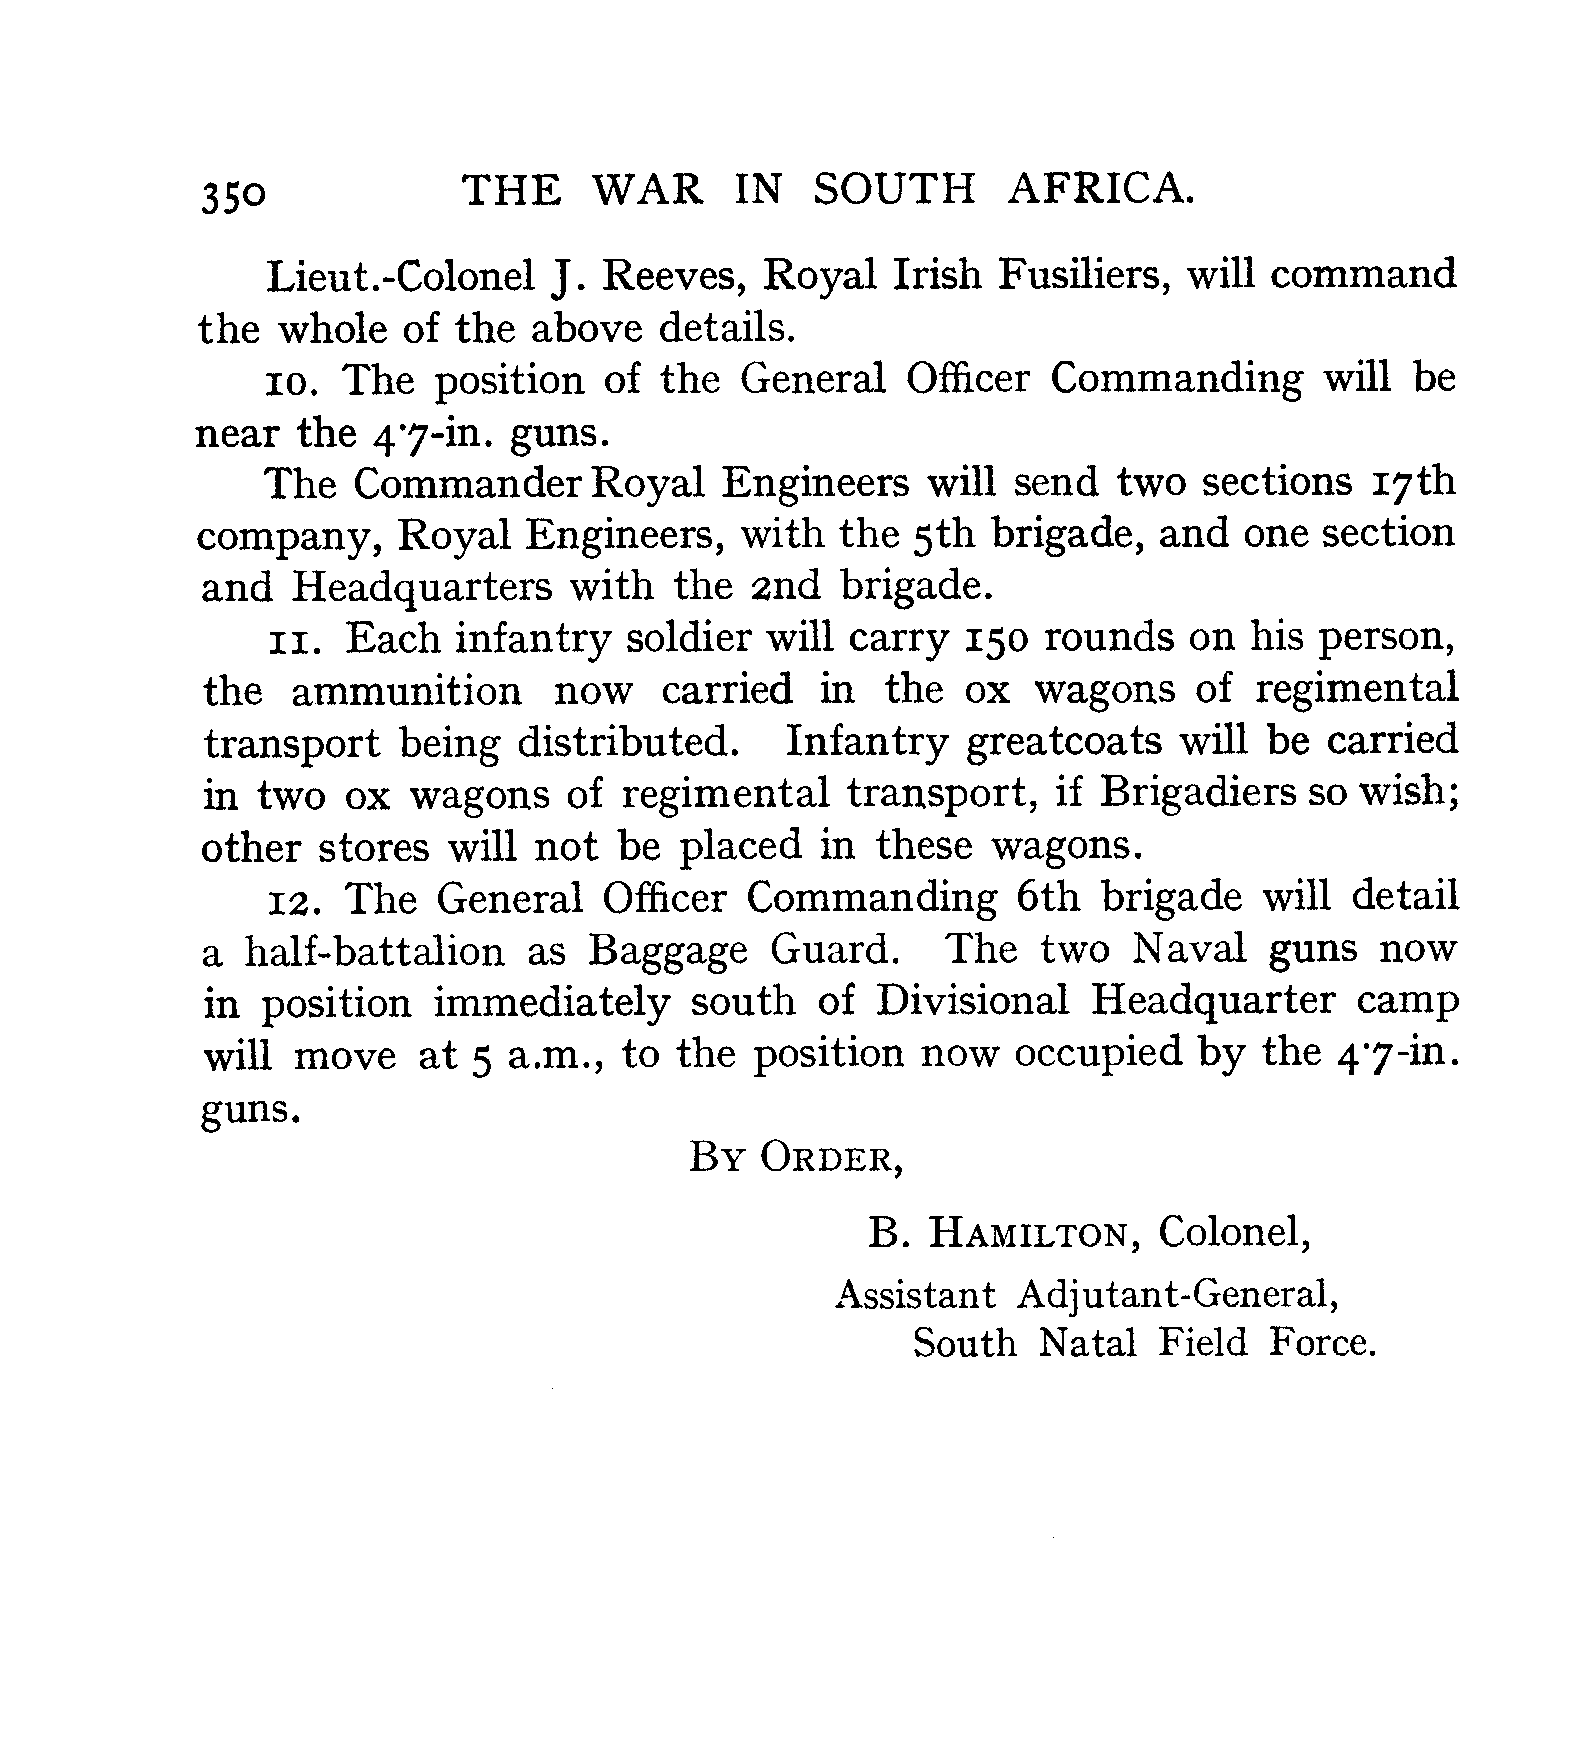 350 THE WAR IN SOUTH AFRICA.
Lieut.-Colonel J. Reeves, Royal Irish Fusiliers, will command
the whole of the above details.
10. The position of the General Officer Commanding will be
near the 4·7-in. guns.
The Commander Royal Engineers will send two sections 17th
company, Royal Engineers, with the 5th brigade, and one section
and Headquarters with the 2nd brigade.
11. Each infantry soldier will carry 150 rounds on his person,
the ammunition now carried in the ox wagons of regimental
transport being distributed. Infantry greatcoats will be carried
in two ox wagons of regimental transport, if Brigadiers so wish;
other stores will not be placed in these wagons.
12. The General Officer Commanding 6th brigade will detail
a half-battalion as Baggage Guard. The two Naval guns now
in position immediately south of Divisional Headquarter camp
will move at 5 a.m., to the position now occupied by the 4·7-in.
guns.
BY ORDER,
B. HAMILTON, Colonel,
Assistant Adjutant-General,
South Natal Field Force.